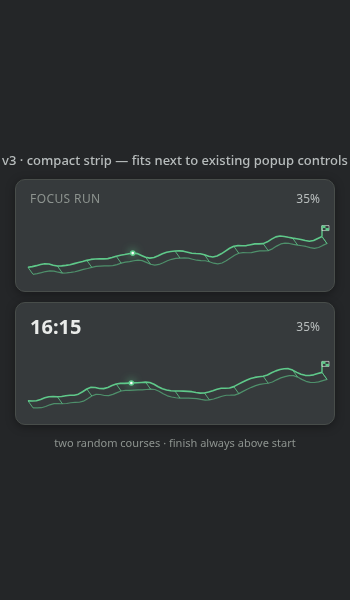 v3 · compact strip — fits next to existing popup controls
FOCUS RUN 35%
16:15 35%
two random courses · finish always above start